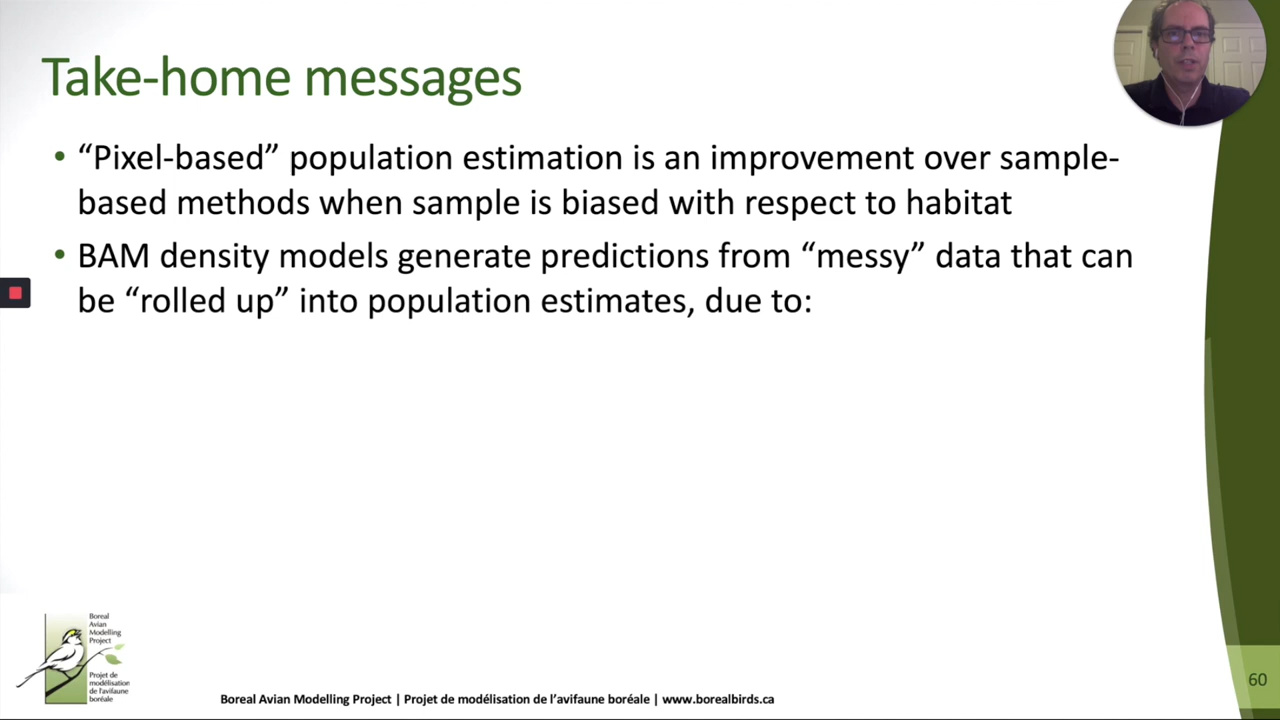 Take-home messages
• “Pixel-based” population estimation is an improvement over sample-
based methods when sample is biased with respect to habitat
• BAM density models generate predictions from “messy” data that can
be “rolled up” into population estimates, due to:
Boreal
Avian
Modelling
Project
Projet de
modélisation
de l'avifaune
boréale
Boreal Avian Modelling Project | Projet de modélisation de l’avifaune boréale | www.borealbirds.ca
60